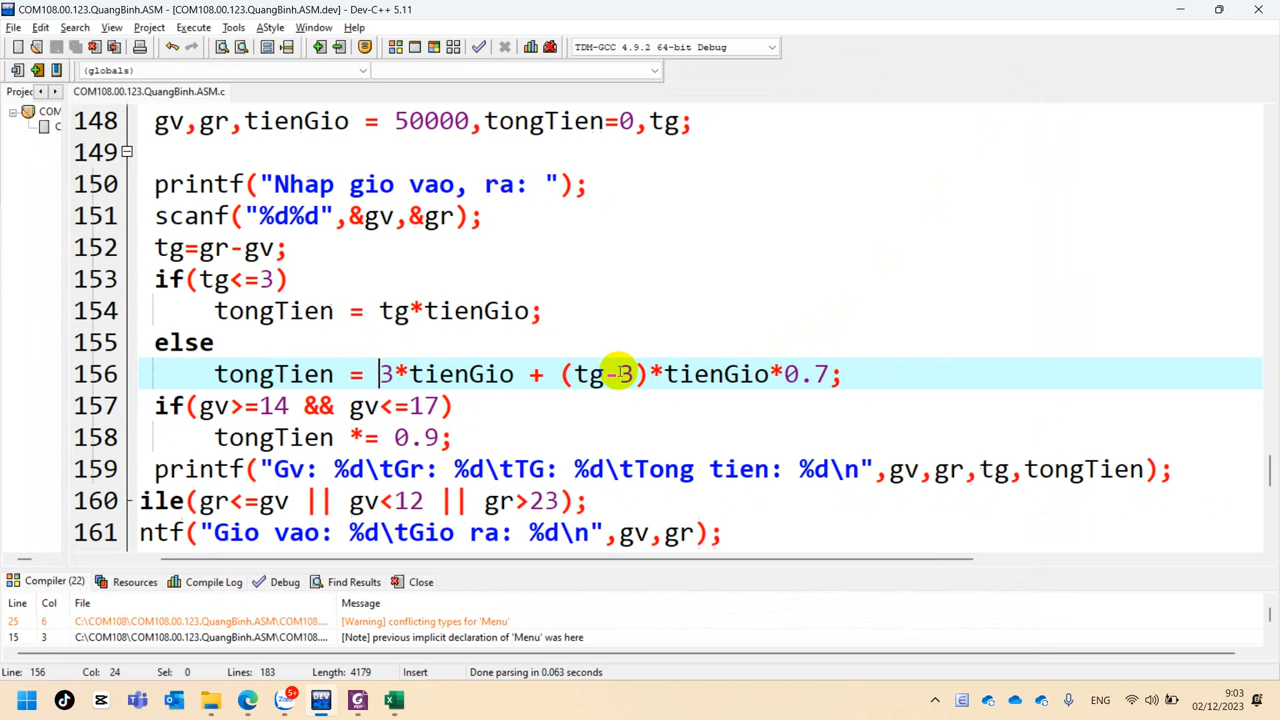 COM108.00.123.QuangBinh.ASM - [COM108.00.123.QuangBinh.ASM.dev] - Dev-C++ 5.11
File Edit Search View Project Execute Tools AStyle Window Help
TDM-GCC 4.9.2 64-bit Debug
(globals)
Projec COM108.00.123.QuangBinh.ASM.c
COM
C
148 gv,gr,tienGio = 50000,tongTien=0,tg;
149
150 printf("Nhap gio vao, ra: ");
151 scanf("%d%d",&gv,&gr);
152 tg=gr-gv;
153 if(tg<=3)
154 tongTien = tg*tienGio;
155 else
156 tongTien = 3*tienGio + (tg-3)*tienGio*0.7;
157 if(gv>=14 && gv<=17)
158 tongTien *= 0.9;
159 printf("Gv: %d\tGr: %d\tTG: %d\tTong tien: %d\n",gv,gr,tg,tongTien);
160 ile(gr<=gv || gv<12 || gr>23);
161 ntf("Gio vao: %d\tGio ra: %d\n",gv,gr);
Compiler (22) Resources Compile Log Debug Find Results Close
Line Col File Message
25 6 C:\COM108\COM108.00.123.QuangBinh.ASM\COM108.... [Warning] conflicting types for 'Menu'
15 3 C:\COM108\COM108.00.123.QuangBinh.ASM\COM108.... [Note] previous implicit declaration of 'Menu' was here
Line: 156 Col: 24 Sel: 0 Lines: 183 Length: 4179 Insert Done parsing in 0.063 seconds
Zalo 5+ DEV ENG 9:03
02/12/2023